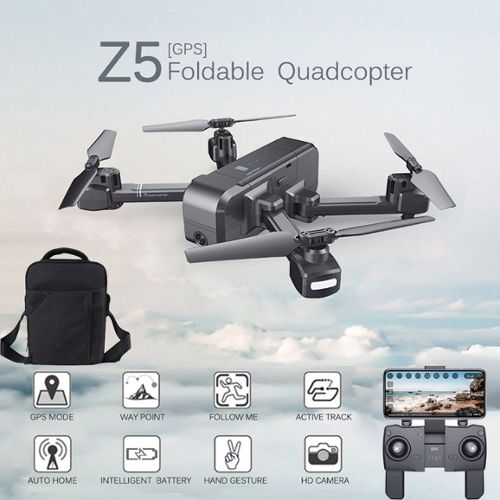 Z5 [GPS]
Foldable Quadcopter
GPS MODE
WAY POINT
FOLLOW ME
ACTIVE TRACK
AUTO HOME
INTELLIGENT BATTERY
HAND GESTURE
HD CAMERA